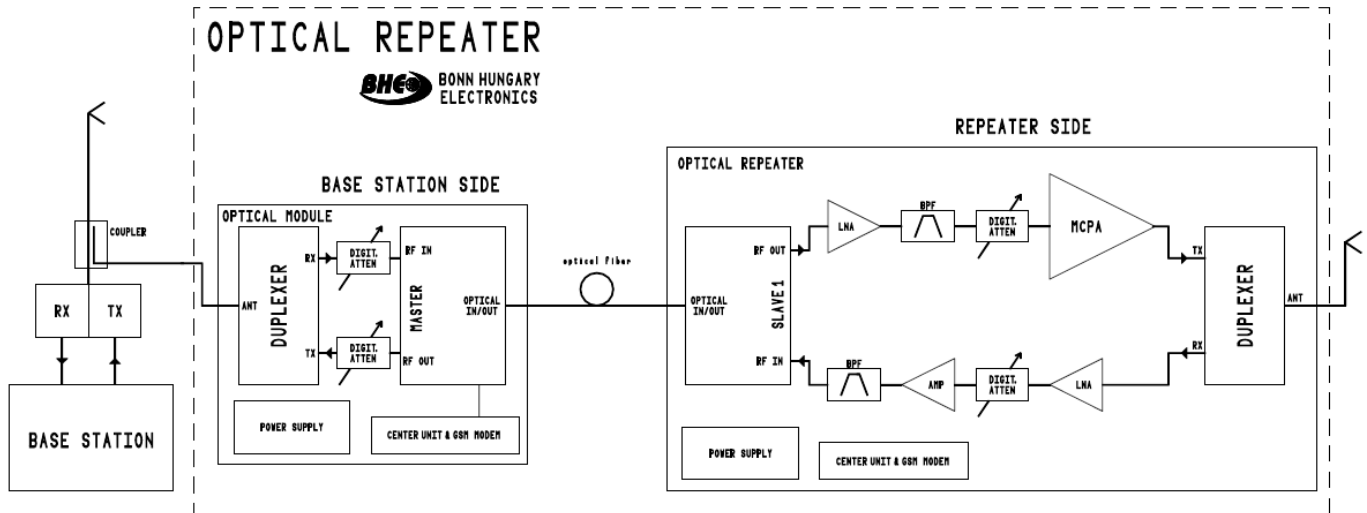 OPTICAL REPEATER
BHE
BONN HUNGARY
ELECTRONICS
REPEATER SIDE
OPTICAL REPEATER
BASE STATION SIDE
OPTICAL MODULE
COUPLER
RX
TX
BASE STATION
ANT
DUPLEXER
RX
TX
DIGIT.
ATTEN
DIGIT.
ATTEN
RF IN
MASTER
RF OUT
OPTICAL
IN/OUT
POWER SUPPLY
CENTER UNIT & GSM MODEM
optical Fiber
OPTICAL
IN/OUT
SLAVE1
RF OUT
RF IN
LNA
BPF
DIGIT.
ATTEN
MCPA
BPF
AMP
DIGIT.
ATTEN
LNA
TX
RX
DUPLEXER
ANT
POWER SUPPLY
CENTER UNIT & GSM MODEM